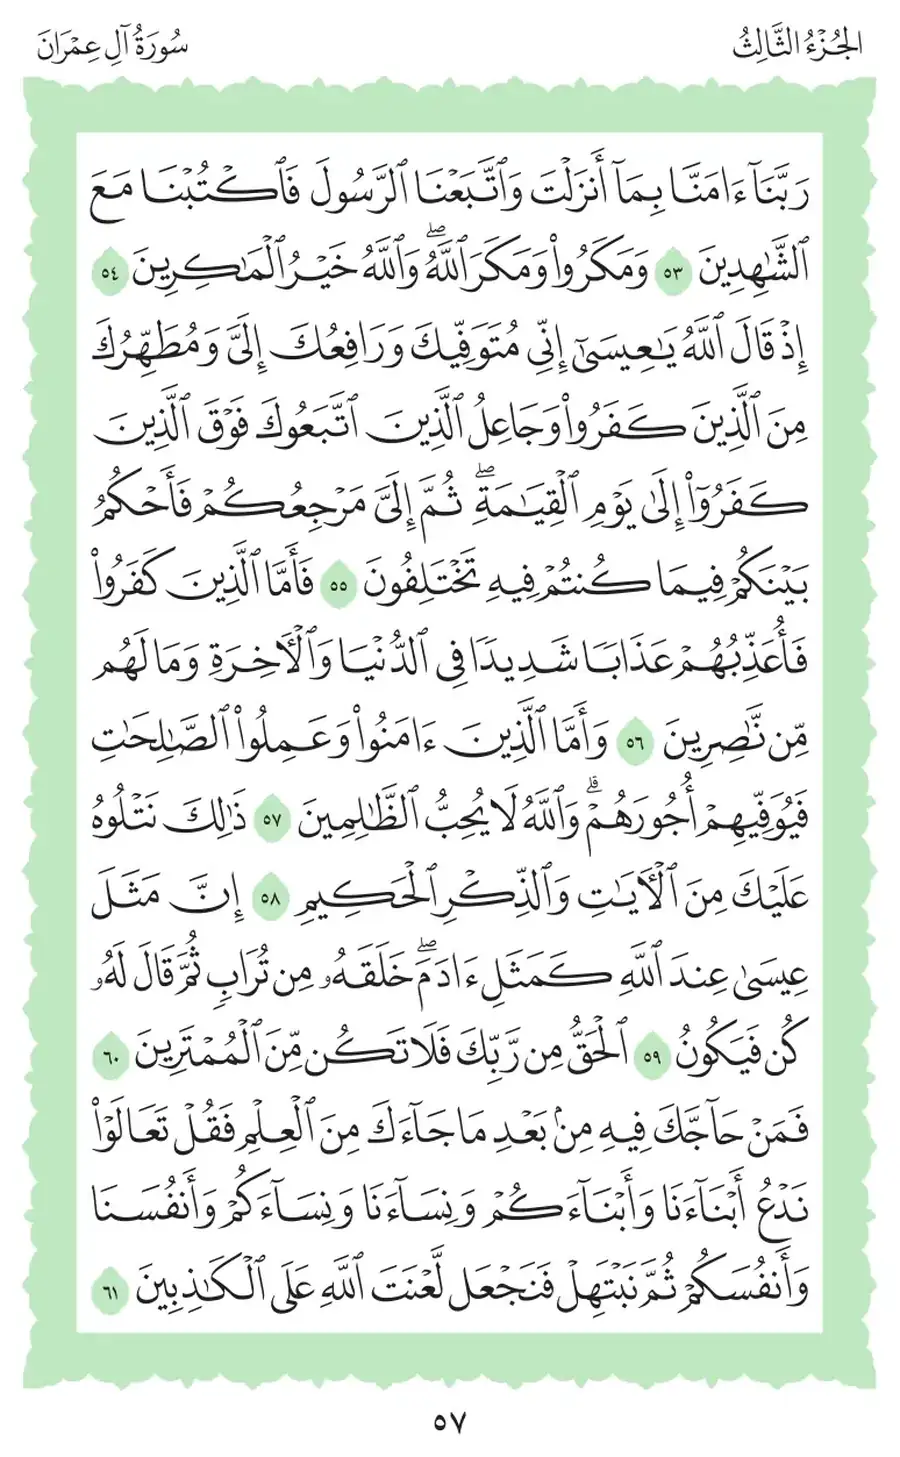 الجُزْءُ الثَّالِثُ
سُورَةُ آلِ عِمْرَانَ
رَبَّنَآ ءَامَنَّا بِمَآ أَنزَلْتَ وَٱتَّبَعْنَا ٱلرَّسُولَ فَٱكْتُبْنَا مَعَ
ٱلشَّٰهِدِينَ ٥٣ وَمَكَرُوا۟ وَمَكَرَ ٱللَّهُۖ وَٱللَّهُ خَيْرُ ٱلْمَٰكِرِينَ ٥٤
إِذْ قَالَ ٱللَّهُ يَٰعِيسَىٰٓ إِنِّي مُتَوَفِّيكَ وَرَافِعُكَ إِلَيَّ وَمُطَهِّرُكَ
مِنَ ٱلَّذِينَ كَفَرُوا۟ وَجَاعِلُ ٱلَّذِينَ ٱتَّبَعُوكَ فَوْقَ ٱلَّذِينَ
كَفَرُوٓا۟ إِلَىٰ يَوْمِ ٱلْقِيَٰمَةِۖ ثُمَّ إِلَيَّ مَرْجِعُكُمْ فَأَحْكُمُ
بَيْنَكُمْ فِيمَا كُنتُمْ فِيهِ تَخْتَلِفُونَ ٥٥ فَأَمَّا ٱلَّذِينَ كَفَرُوا۟
فَأُعَذِّبُهُمْ عَذَابًا شَدِيدًا فِي ٱلدُّنْيَا وَٱلْأَخِرَةِ وَمَا لَهُم
مِّن نَّٰصِرِينَ ٥٦ وَأَمَّا ٱلَّذِينَ ءَامَنُوا۟ وَعَمِلُوا۟ ٱلصَّٰلِحَٰتِ
فَيُوَفِّيهِمْ أُجُورَهُمْۗ وَٱللَّهُ لَا يُحِبُّ ٱلظَّٰلِمِينَ ٥٧ ذَٰلِكَ نَتْلُوهُ
عَلَيْكَ مِنَ ٱلْأَيَٰتِ وَٱلذِّكْرِ ٱلْحَكِيمِ ٥٨ إِنَّ مَثَلَ
عِيسَىٰ عِندَ ٱللَّهِ كَمَثَلِ ءَادَمَۖ خَلَقَهُۥ مِن تُرَابٍ ثُمَّ قَالَ لَهُۥ
كُن فَيَكُونُ ٥٩ ٱلْحَقُّ مِن رَّبِّكَ فَلَا تَكُن مِّنَ ٱلْمُمْتَرِينَ ٦٠
فَمَنْ حَآجَّكَ فِيهِ مِنۢ بَعْدِ مَا جَآءَكَ مِنَ ٱلْعِلْمِ فَقُلْ تَعَالَوْا۟
نَدْعُ أَبْنَآءَنَا وَأَبْنَآءَكُمْ وَنِسَآءَنَا وَنِسَآءَكُمْ وَأَنفُسَنَا
وَأَنفُسَكُمْ ثُمَّ نَبْتَهِلْ فَنَجْعَل لَّعْنَتَ ٱللَّهِ عَلَى ٱلْكَٰذِبِينَ ٦١
٥٧